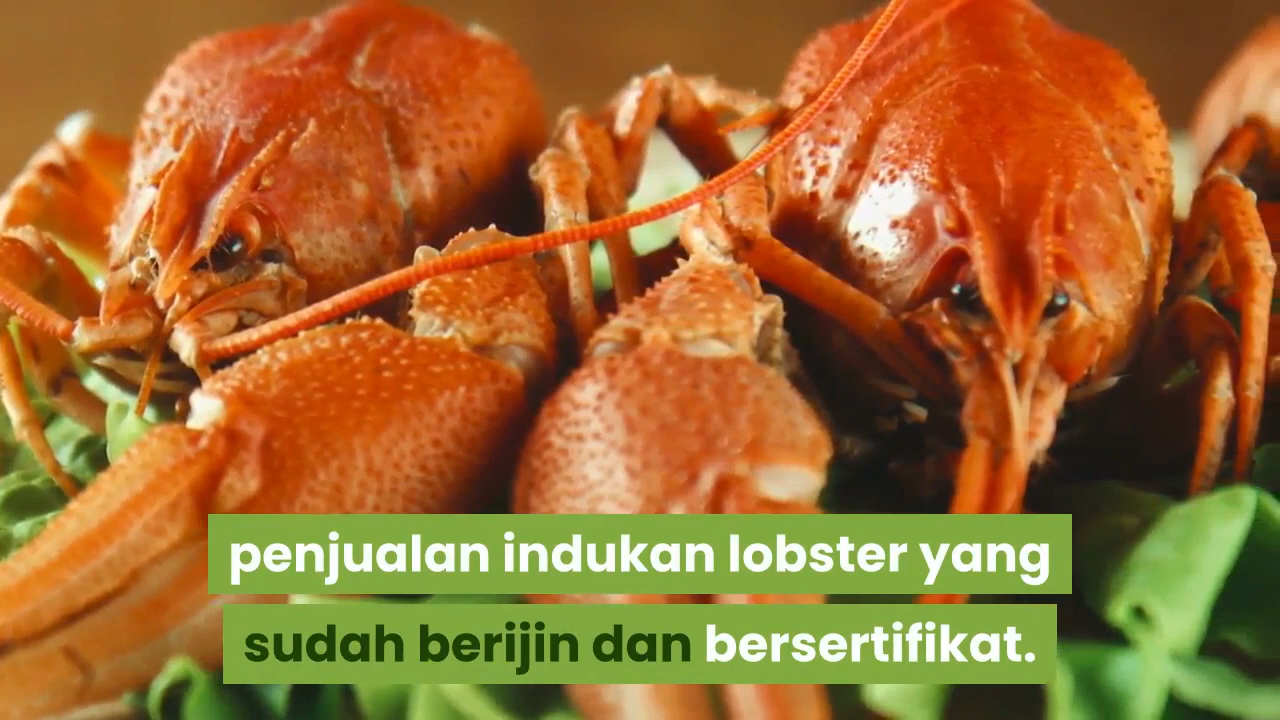 penjualan indukan lobster yang
sudah berijin dan bersertifikat.